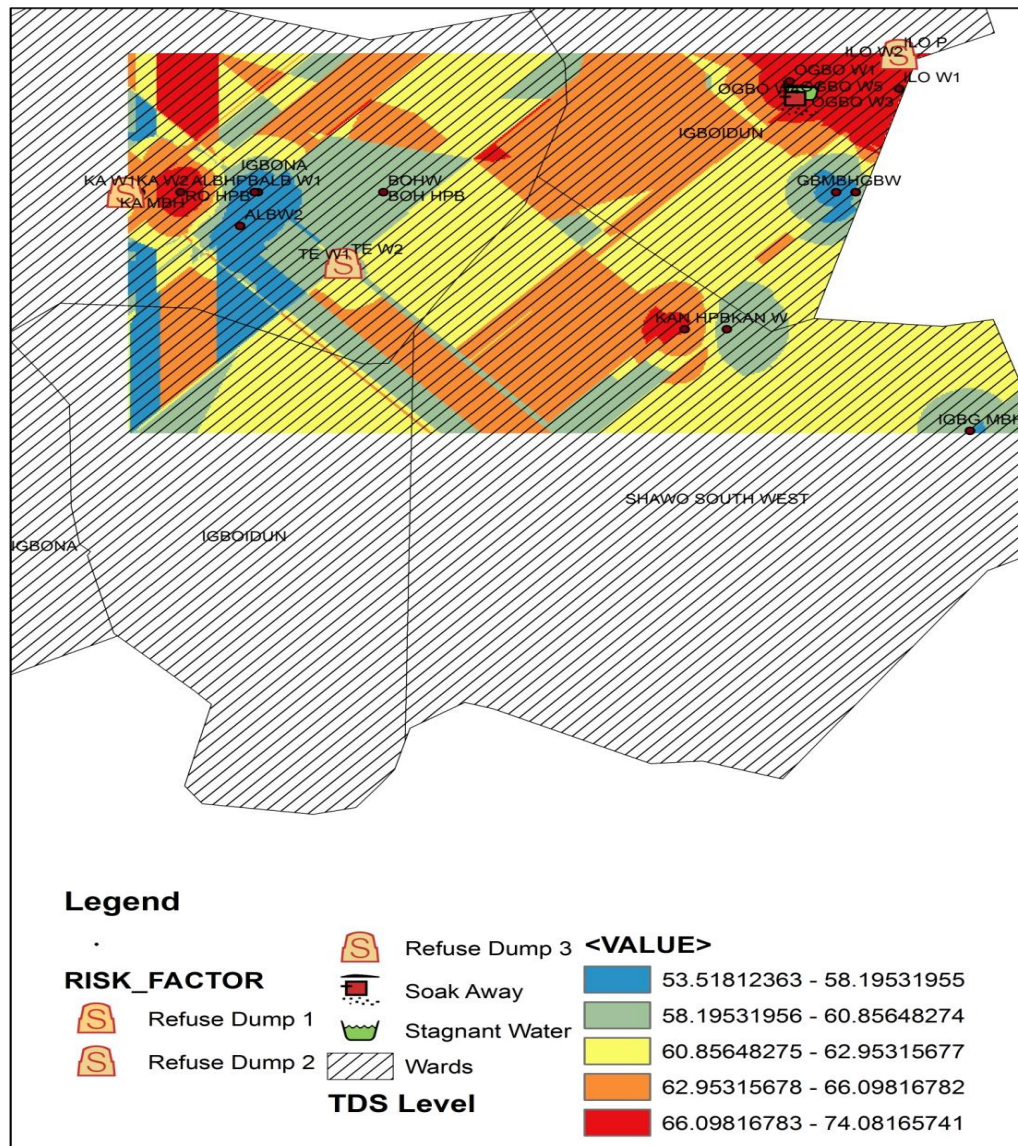 ILO P
ILO W2
OGBO W1
ILO W1
OGBO W5
OGBO W3
IGBOIDUN
IGBONA
KA W1
KA W2
ALBHPB
ALB W1
BOHW
GBMBH
GBW
KA MBH
RO HPB
BOH HPB
ALBW2
TE W2
TE W1
KAN HPB
KAN W
IGBG MBH
SHAWO SOUTH WEST
IGBONA
IGBOIDUN
Legend
RISK_FACTOR
Refuse Dump 1
Refuse Dump 2
Refuse Dump 3
Soak Away
Stagnant Water
Wards
TDS Level
<VALUE>
53.51812363 - 58.19531955
58.19531956 - 60.85648274
60.85648275 - 62.95315677
62.95315678 - 66.09816782
66.09816783 - 74.08165741